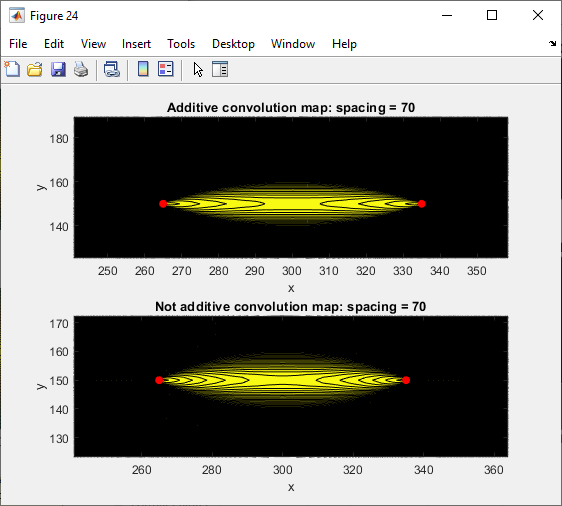 Figure 24
File Edit View Insert Tools Desktop Window Help
Additive convolution map: spacing = 70
180
160
140
y
250 260 270 280 290 300 310 320 330 340 350
x
Not additive convolution map: spacing = 70
170
160
150
140
130
y
260 280 300 320 340 360
x